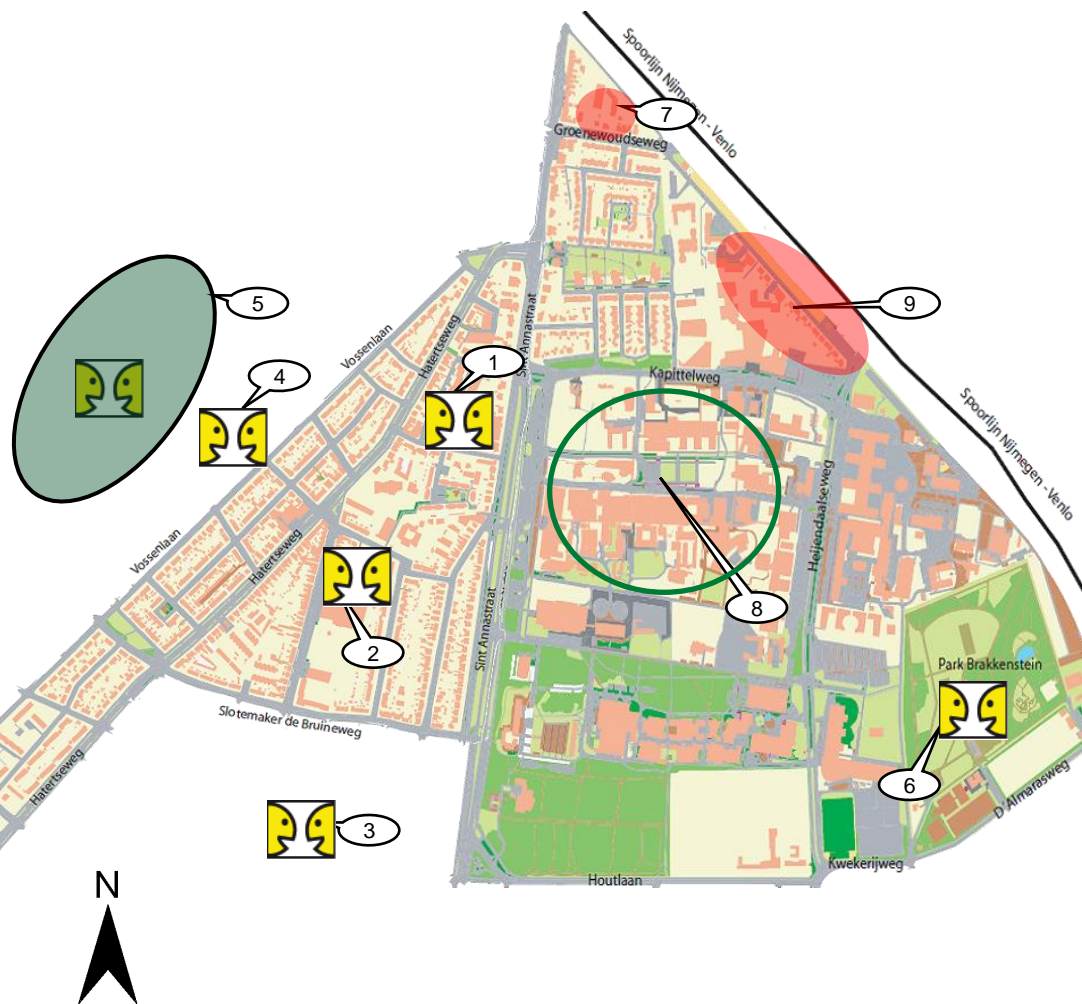 Spoorlijn Nijmegen - Venlo
7
Groenewoudseweg
5
9
Vossenlaan
Hatertseweg
Sint Annastraat
1
4
Kapittelweg
Spoorlijn Nijmegen - Venlo
Vossenlaan
Hatertseweg
Heijendaalseweg
8
2
Sint Annastraat
Park Brakkenstein
Slotemaker de Bruineweg
Hatertseweg
6
D'Almarasweg
3
Kwekerijweg
Houtlaan
N